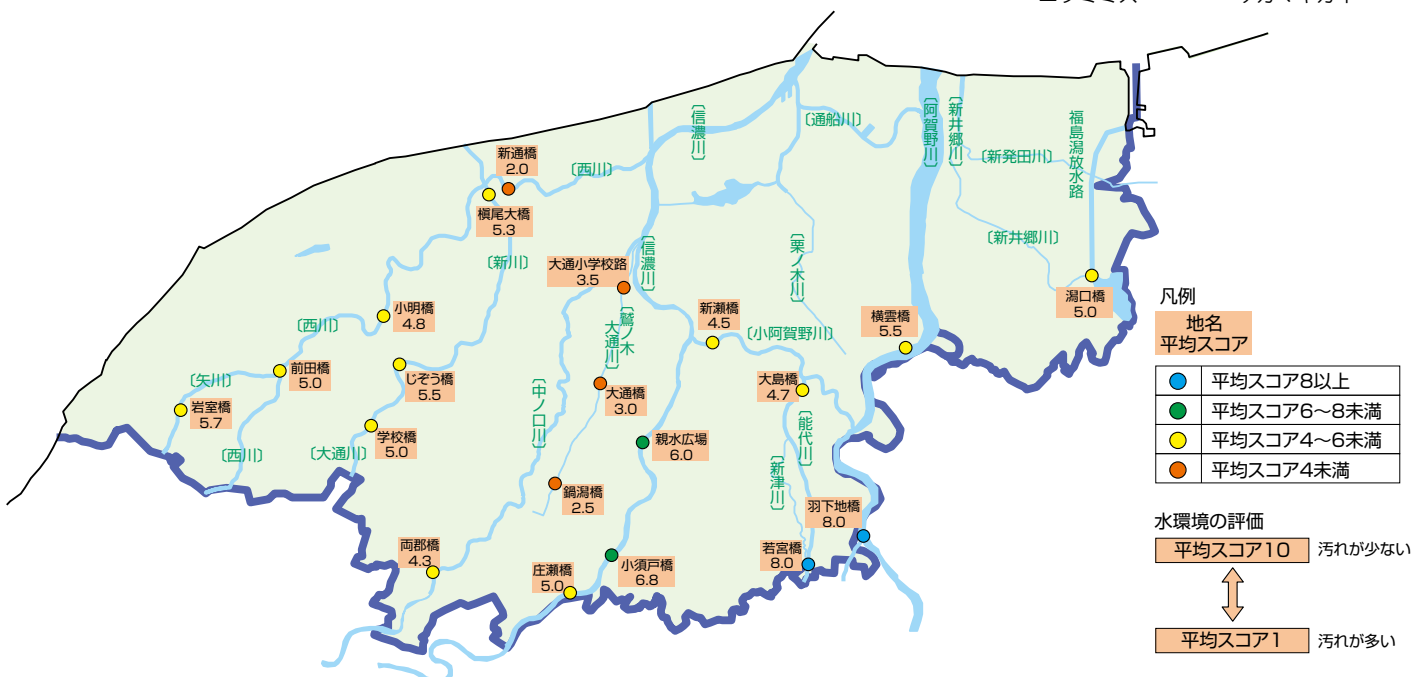 〔信濃川〕
〔通船川〕
〔阿賀野川〕
〔新井郷川〕
福島潟放水路
〔新発田川〕
新通橋
2.0
〔西川〕
槇尾大橋
5.3
〔新川〕
大通小学校路
3.5
〔信濃川〕
〔栗ノ木川〕
〔新井郷川〕
潟口橋
5.0
小明橋
4.8
〔西川〕
〔鷲ノ木
大通川〕
新瀬橋
4.5
〔小阿賀野川〕
横雲橋
5.5
前田橋
5.0
〔矢川〕
じぞう橋
5.5
〔中ノ口川〕
大通橋
3.0
大島橋
4.7
岩室橋
5.7
学校橋
5.0
〔西川〕
〔大通川〕
親水広場
6.0
〔能代川〕
〔新津川〕
鍋潟橋
2.5
羽下地橋
8.0
両郡橋
4.3
庄瀬橋
5.0
小須戸橋
6.8
若宮橋
8.0
凡例
地名
平均スコア
平均スコア8以上
平均スコア6〜8未満
平均スコア4〜6未満
平均スコア4未満
水環境の評価
平均スコア10 汚れが少ない
平均スコア1 汚れが多い